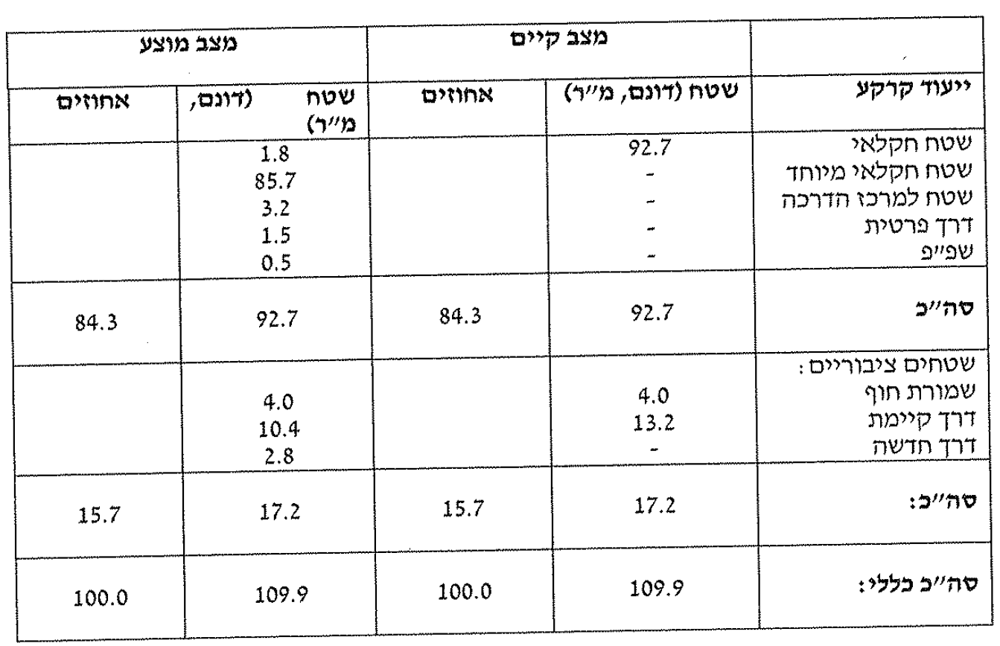 מצב קיים מצב מוצע
ייעוד קרקע שטח (דונם, מ״ר) אחוזים שטח (דונם, מ״ר) אחוזים
שטח חקלאי 92.7 1.8
שטח חקלאי מיוחד - 85.7
שטח למרכז הדרכה - 3.2
דרך פרטית - 1.5
שפ״פ - 0.5
סה״כ 92.7 84.3 92.7 84.3
שטחים ציבוריים:
שמורת חוף 4.0 4.0
דרך קיימת 13.2 10.4
דרך חדשה - 2.8
סה״כ: 17.2 15.7 17.2 15.7
סה״כ כללי: 109.9 100.0 109.9 100.0